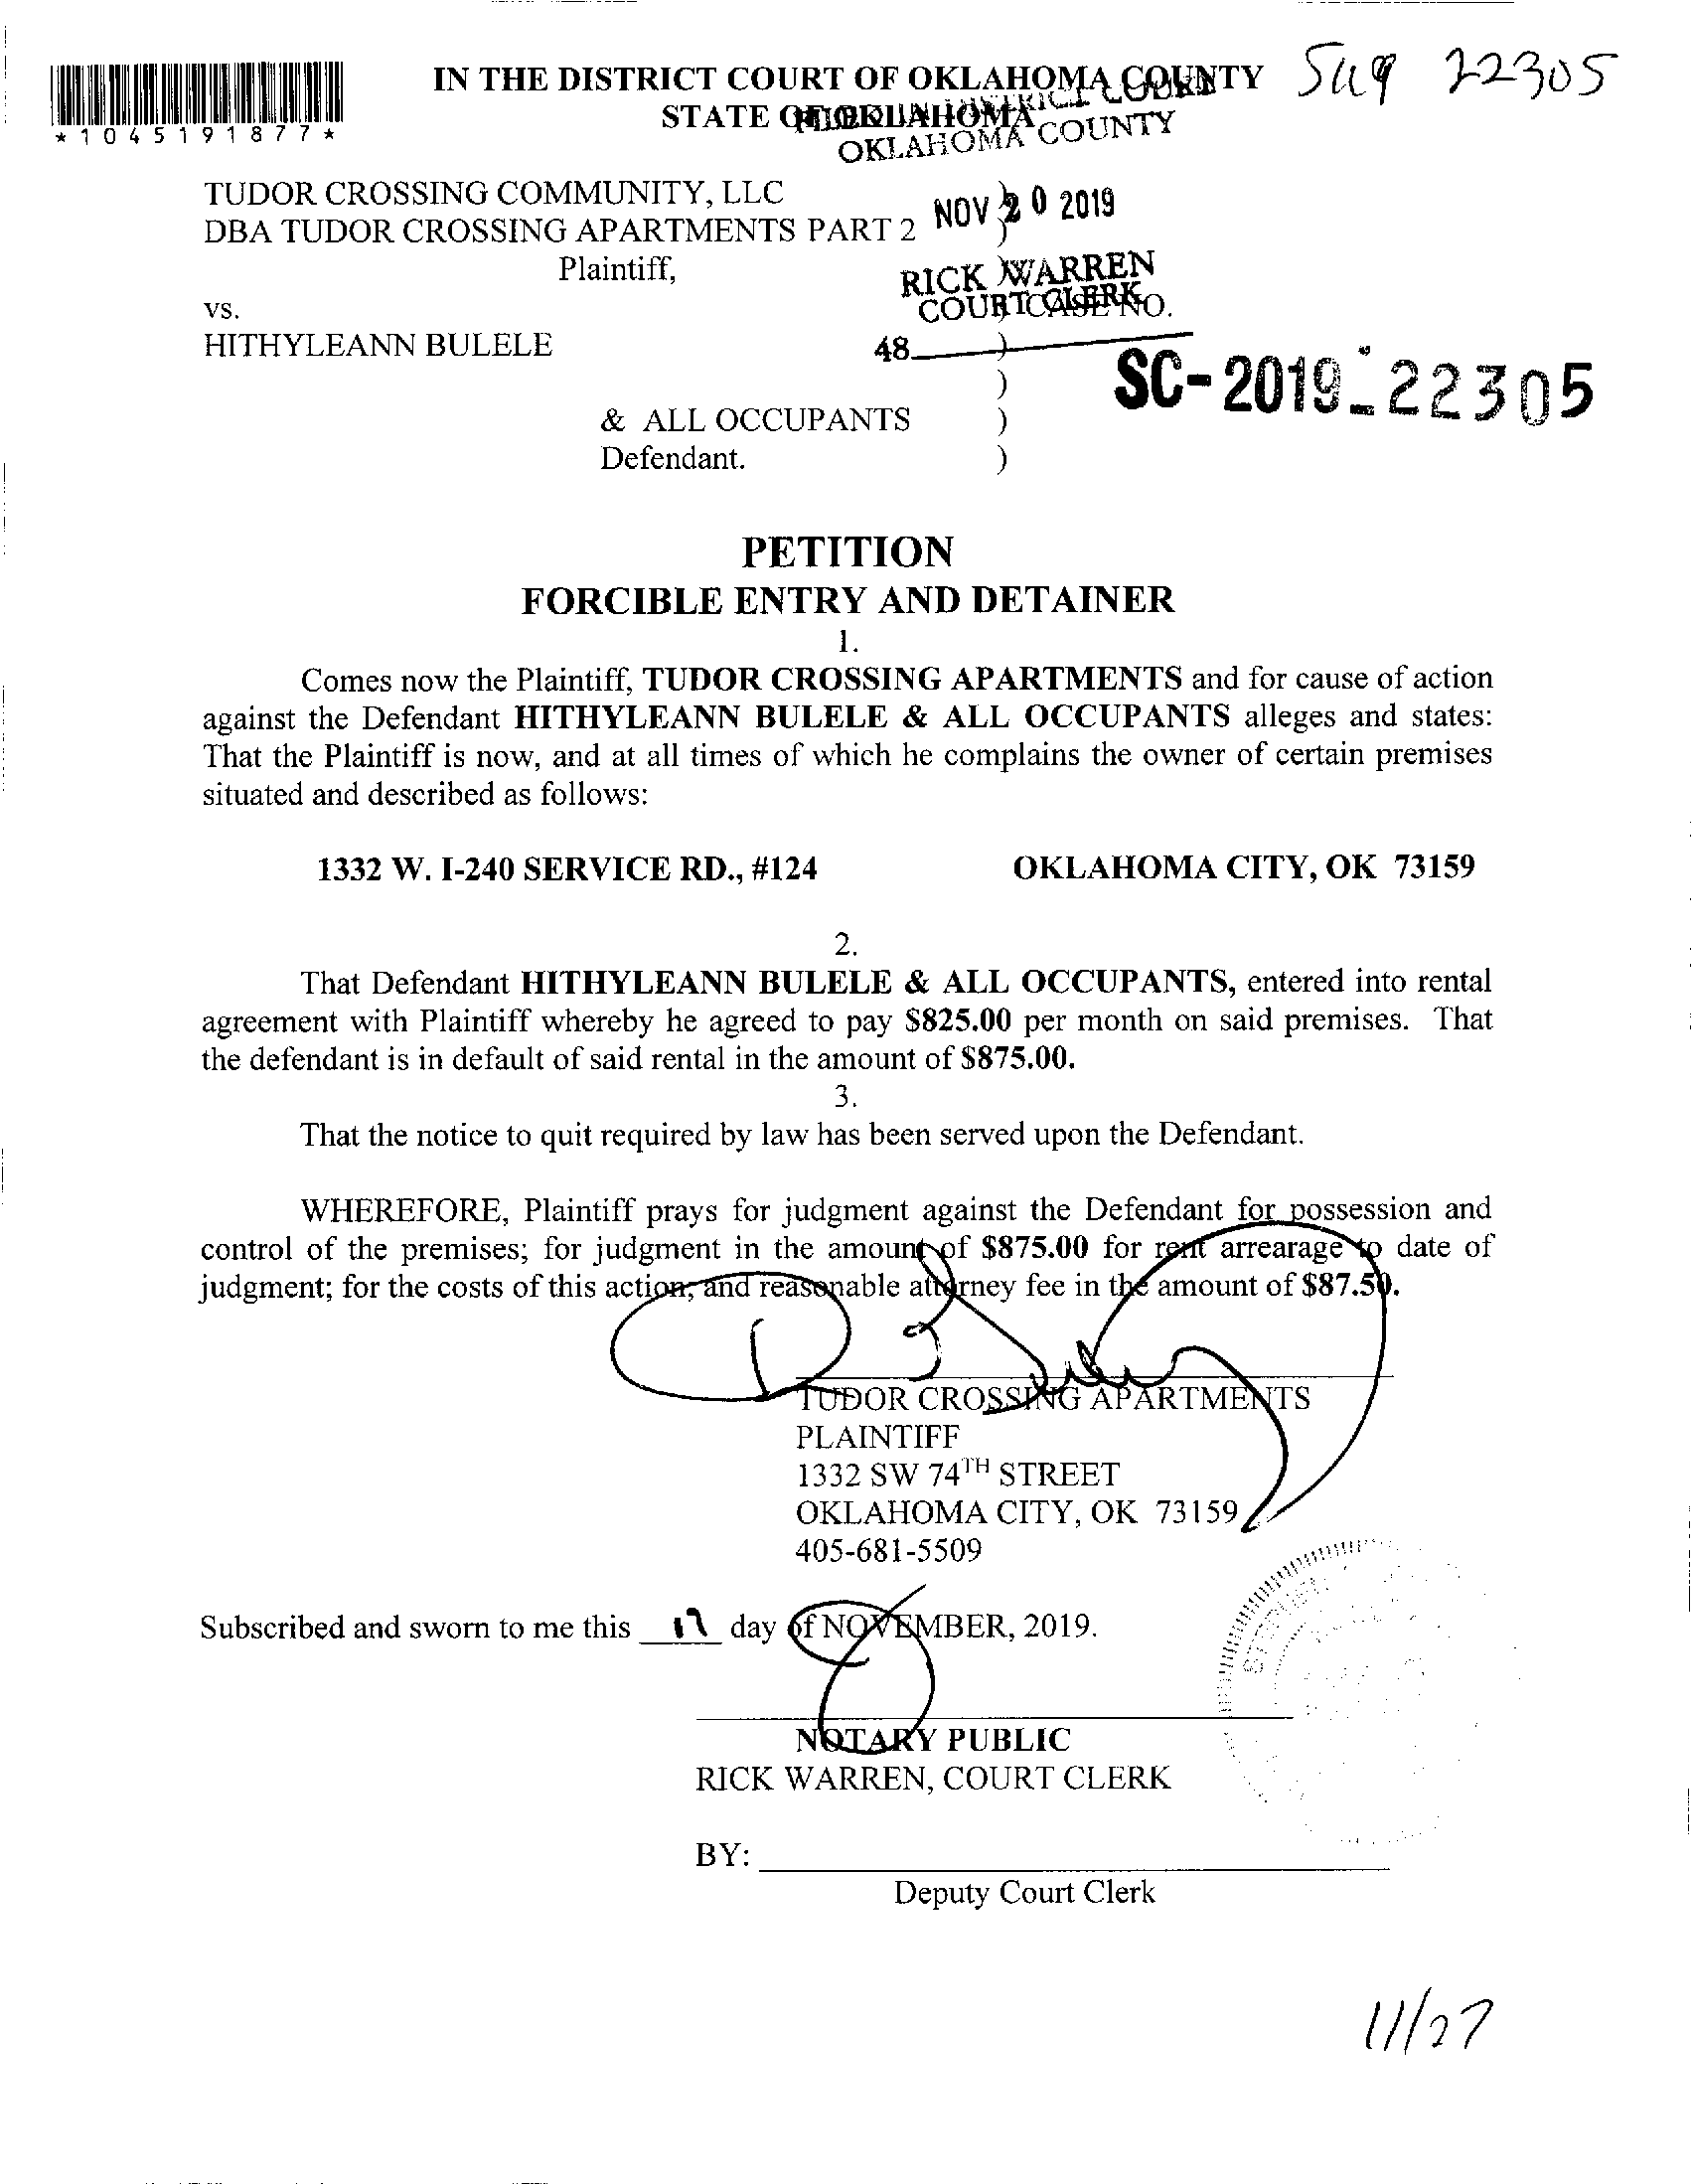 IN THE DISTRICT COURT OF OKLAHOMA COUNTY
22305
STATE OF OKLAHOMA
FILED IN DISTRICT COURT
OKLAHOMA COUNTY
*1045191877*
TUDOR CROSSING COMMUNITY, LLC
DBA TUDOR CROSSING APARTMENTS PART 2 )
NOV 20 2019
Plaintiff,
RICK WARREN
COURT CLERK
vs. ) CASE NO.
HITHYLEANN BULELE )
48
)
SC-2019-22305
& ALL OCCUPANTS )
Defendant. )
PETITION
FORCIBLE ENTRY AND DETAINER
1.
Comes now the Plaintiff, TUDOR CROSSING APARTMENTS and for cause of action
against the Defendant HITHYLEANN BULELE & ALL OCCUPANTS alleges and states:
That the Plaintiff is now, and at all times of which he complains the owner of certain premises
situated and described as follows:
1332 W. I-240 SERVICE RD., #124 OKLAHOMA CITY, OK 73159
2.
That Defendant HITHYLEANN BULELE & ALL OCCUPANTS, entered into rental
agreement with Plaintiff whereby he agreed to pay $825.00 per month on said premises. That
the defendant is in default of said rental in the amount of $875.00.
3.
That the notice to quit required by law has been served upon the Defendant.
WHEREFORE, Plaintiff prays for judgment against the Defendant for possession and
control of the premises; for judgment in the amount of $875.00 for rent arrearage to date of
judgment; for the costs of this action, and reasonable attorney fee in the amount of $87.50.
TUDOR CROSSING APARTMENTS
PLAINTIFF
1332 SW 74TH STREET
OKLAHOMA CITY, OK 73159
405-681-5509
Subscribed and sworn to me this 19 day of NOVEMBER, 2019.
NOTARY PUBLIC
RICK WARREN, COURT CLERK
BY:
Deputy Court Clerk
11/27